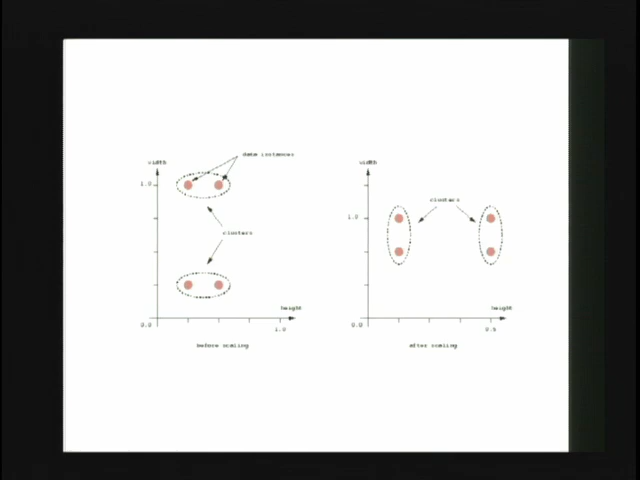 width
data instances
1.0
clusters
height
0.0
1.0
before scaling
width
clusters
1.0
height
0.0
0.5
after scaling